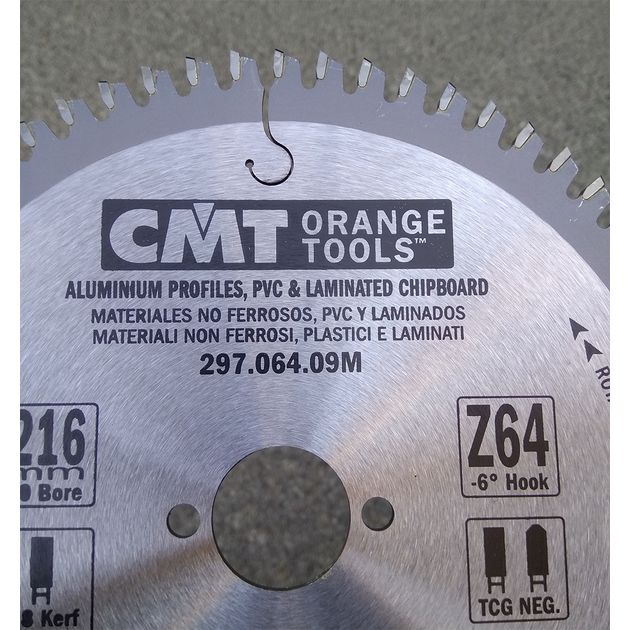 CMT ORANGE
TOOLS™
ALUMINIUM PROFILES, PVC & LAMINATED CHIPBOARD
MATERIALES NO FERROSOS, PVC Y LAMINADOS
MATERIALI NON FERROSI, PLASTICI E LAMINATI
297.064.09M
216
mm
Bore
Z64
-6° Hook
Kerf
TCG NEG.